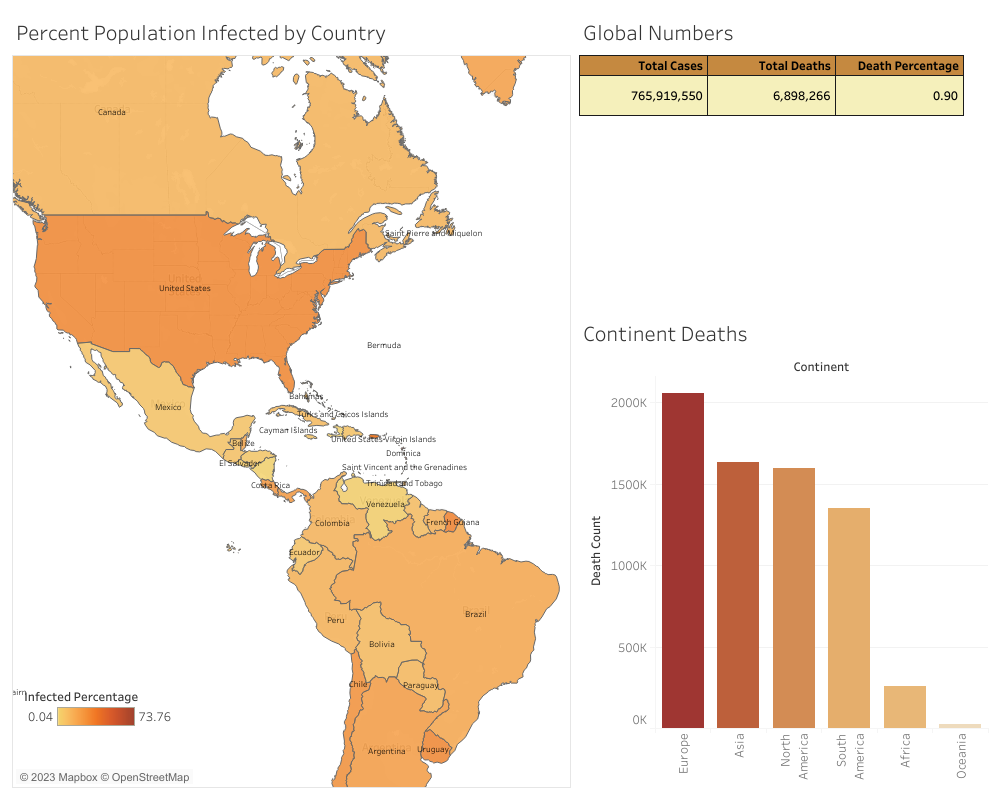 Percent Population Infected by Country
Canada
Saint Pierre and Miquelon
United
United States
Bermuda
Bahamas
Mexico
Turks and Caicos Islands
Cayman Islands
United States Virgin Islands
Belize
Dominica
El Salvador
Saint Vincent and the Grenadines
Costa Rica
Trinidad and Tobago
Venezuela
Colombia
French Guiana
Ecuador
Brazil
Peru
Bolivia
Chile
Paraguay
Argentina
Uruguay
Infected Percentage
0.04 73.76
© 2023 Mapbox © OpenStreetMap
Global Numbers
Total Cases Total Deaths Death Percentage
765,919,550 6,898,266 0.90
Continent Deaths
Continent
Death Count
2000K
1500K
1000K
500K
0K
Europe
Asia
North
America
South
America
Africa
Oceania